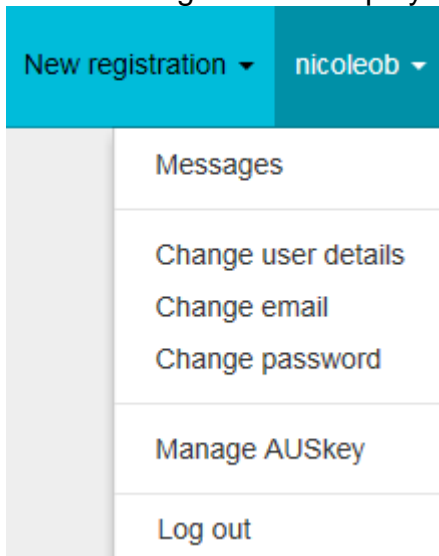 New registration nicoleob
Messages
Change user details
Change email
Change password
Manage AUSkey
Log out